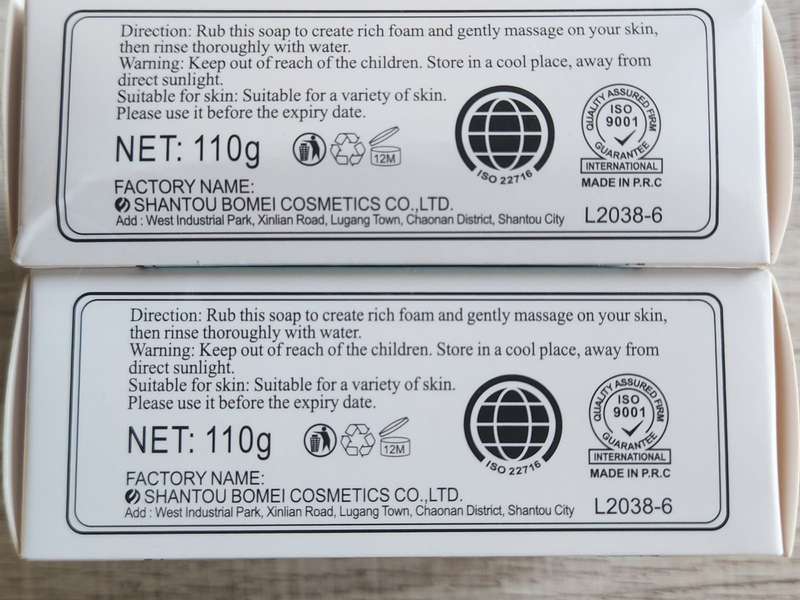 Direction: Rub this soap to create rich foam and gently massage on your skin,
then rinse thoroughly with water.
Warning: Keep out of reach of the children. Store in a cool place, away from
direct sunlight.
Suitable for skin: Suitable for a variety of skin.
Please use it before the expiry date.
NET: 110g
12M
ISO 22716
QUALITY ASSURED FIRM
ISO
9001
GUARANTEE
INTERNATIONAL
MADE IN P.R.C
FACTORY NAME:
SHANTOU BOMEI COSMETICS CO.,LTD.
Add : West Industrial Park, Xinlian Road, Lugang Town, Chaonan District, Shantou City
L2038-6
Direction: Rub this soap to create rich foam and gently massage on your skin,
then rinse thoroughly with water.
Warning: Keep out of reach of the children. Store in a cool place, away from
direct sunlight.
Suitable for skin: Suitable for a variety of skin.
Please use it before the expiry date.
NET: 110g
12M
ISO 22716
QUALITY ASSURED FIRM
ISO
9001
GUARANTEE
INTERNATIONAL
MADE IN P.R.C
FACTORY NAME:
SHANTOU BOMEI COSMETICS CO.,LTD.
Add : West Industrial Park, Xinlian Road, Lugang Town, Chaonan District, Shantou City
L2038-6